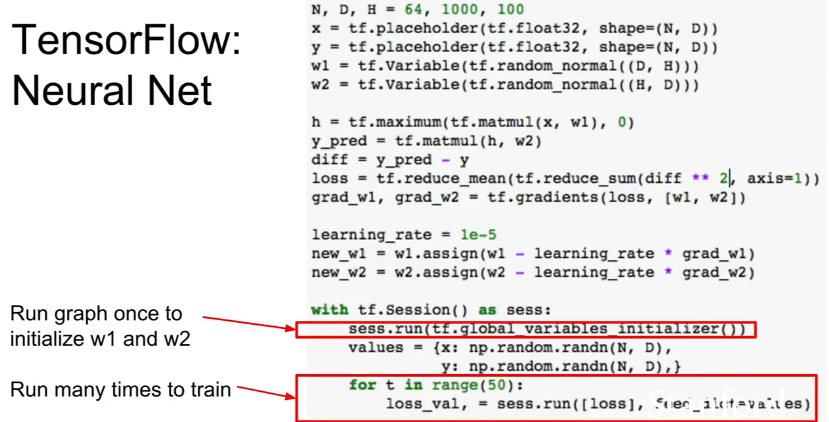 TensorFlow:
Neural Net
N, D, H = 64, 1000, 100
x = tf.placeholder(tf.float32, shape=(N, D))
y = tf.placeholder(tf.float32, shape=(N, D))
w1 = tf.Variable(tf.random_normal((D, H)))
w2 = tf.Variable(tf.random_normal((H, D)))
h = tf.maximum(tf.matmul(x, w1), 0)
y_pred = tf.matmul(h, w2)
diff = y_pred - y
loss = tf.reduce_mean(tf.reduce_sum(diff ** 2, axis=1))
grad_w1, grad_w2 = tf.gradients(loss, [w1, w2])
learning_rate = 1e-5
new_w1 = w1.assign(w1 - learning_rate * grad_w1)
new_w2 = w2.assign(w2 - learning_rate * grad_w2)
with tf.Session() as sess:
sess.run(tf.global_variables_initializer())
values = {x: np.random.randn(N, D),
y: np.random.randn(N, D),}
for t in range(50):
loss_val, = sess.run([loss], feed_dict=values)
Run graph once to
initialize w1 and w2
Run many times to train